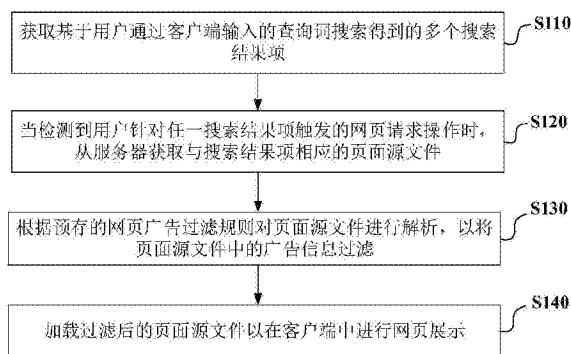 S110
获取基于用户通过客户端输入的查询词搜索得到的多个搜索
结果项
S120
当检测到用户针对任一搜索结果项触发的网页请求操作时,
从服务器获取与搜索结果项相应的页面源文件
S130
根据预存的网页广告过滤规则对页面源文件进行解析，以将
页面源文件中的广告信息过滤
S140
加载过滤后的页面源文件以在客户端中进行网页展示